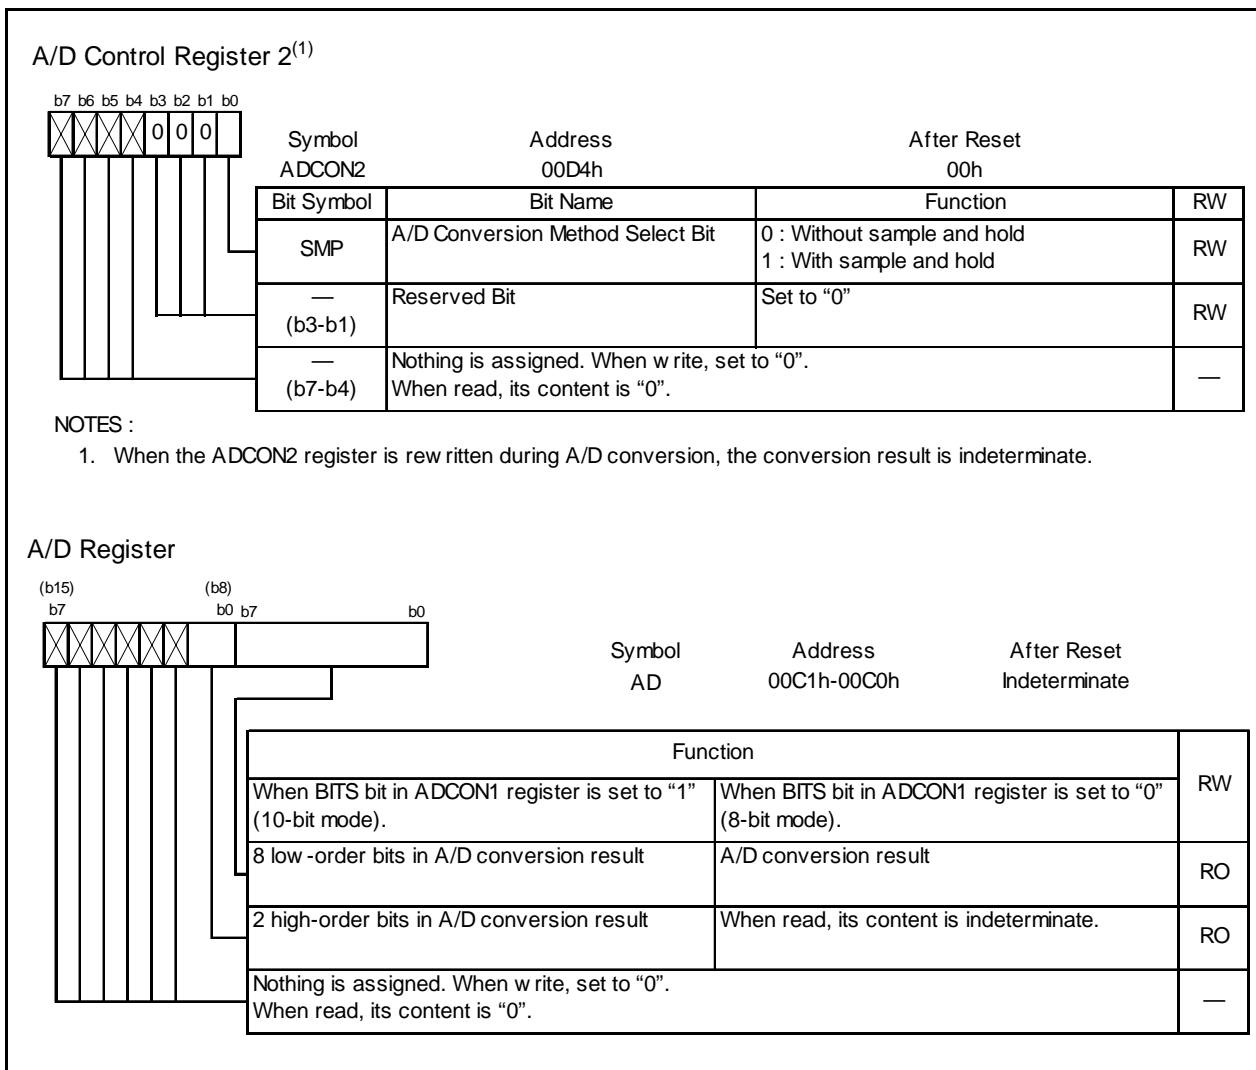 A/D Control Register 2(1)
b7 b6 b5 b4 b3 b2 b1 b0
0 0 0
Symbol Address After Reset
ADCON2 00D4h 00h
Bit Symbol Bit Name Function RW
SMP A/D Conversion Method Select Bit 0 : Without sample and hold RW
1 : With sample and hold
— Reserved Bit Set to “0” RW
(b3-b1)
— Nothing is assigned. When write, set to “0”. —
(b7-b4) When read, its content is “0”.
NOTES :
1. When the ADCON2 register is rewritten during A/D conversion, the conversion result is indeterminate.
A/D Register
(b15) (b8)
b7 b0 b7 b0
Symbol Address After Reset
AD 00C1h-00C0h Indeterminate
Function RW
When BITS bit in ADCON1 register is set to “1” When BITS bit in ADCON1 register is set to “0”
(10-bit mode). (8-bit mode).
8 low-order bits in A/D conversion result A/D conversion result RO
2 high-order bits in A/D conversion result When read, its content is indeterminate. RO
Nothing is assigned. When write, set to “0”. —
When read, its content is “0”.